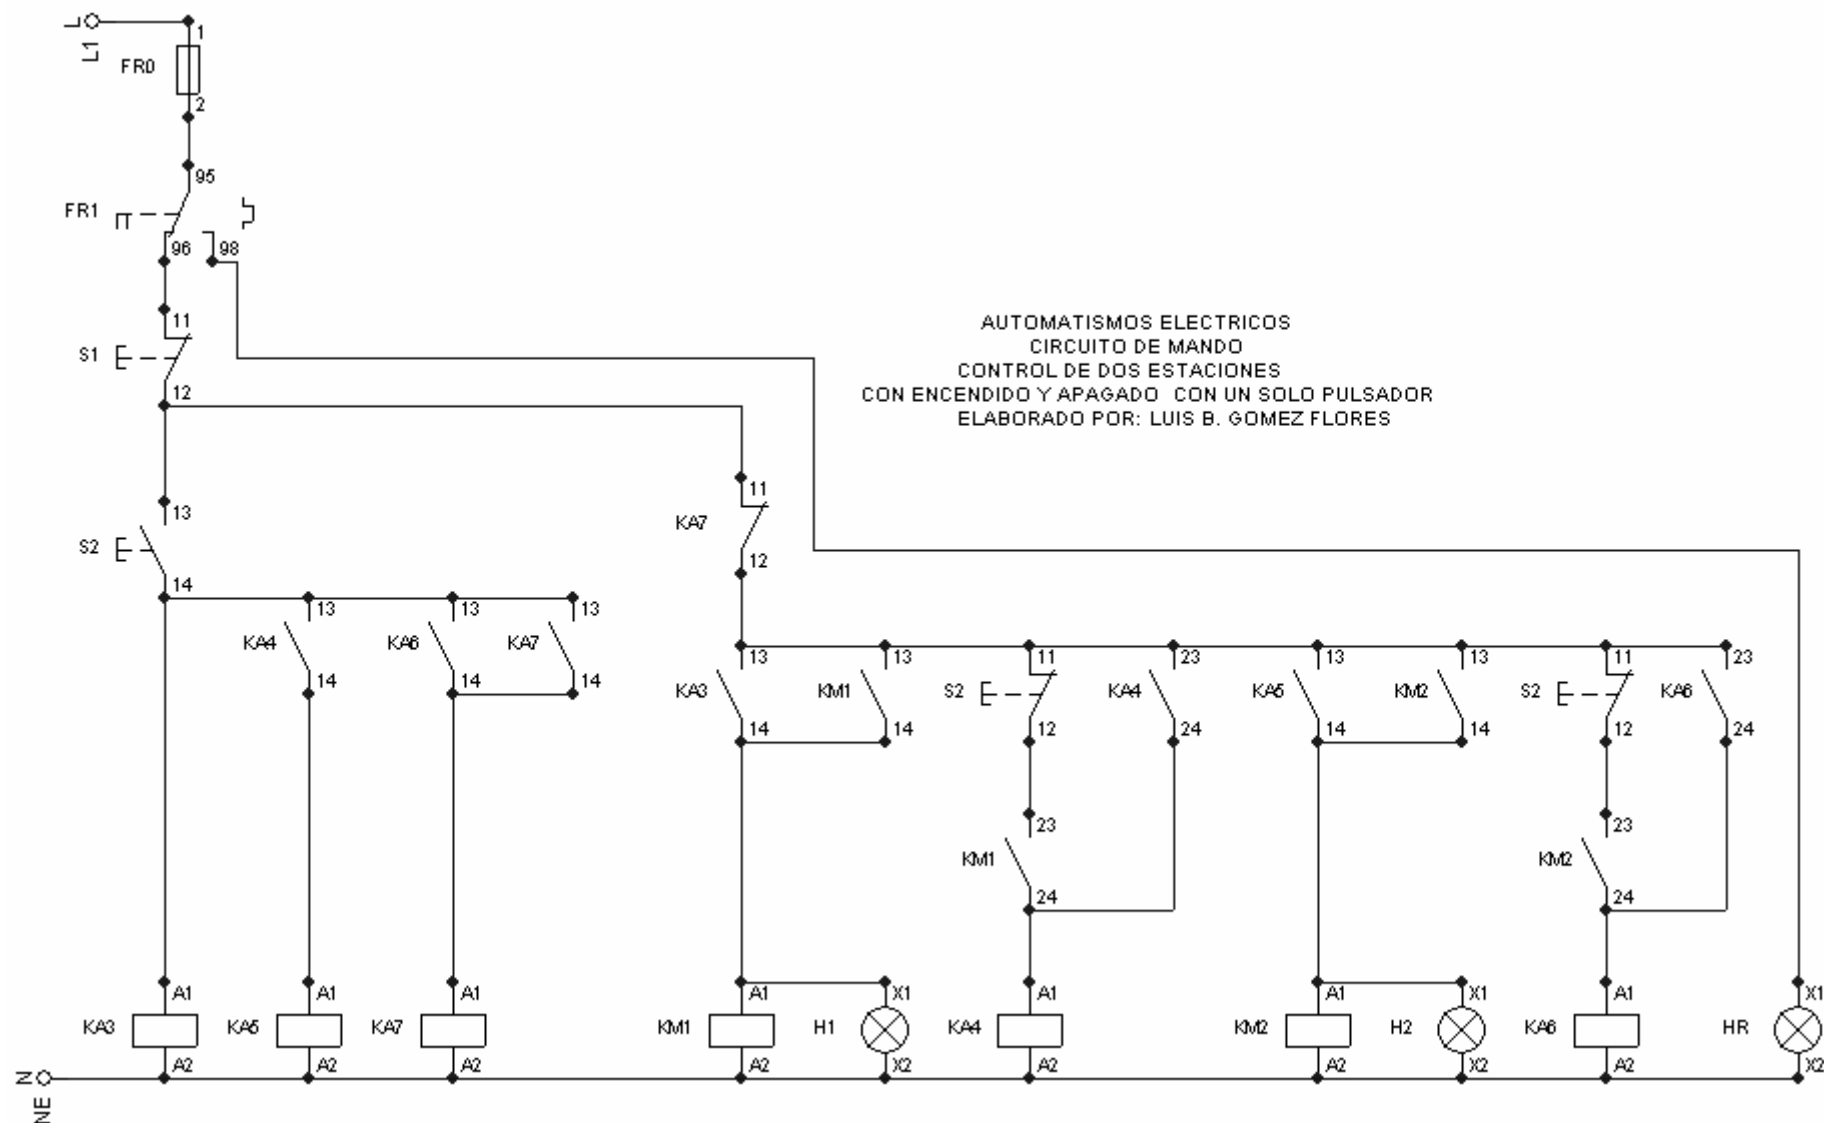 L
L1
1
FR0
2
95
FR1
96
98
11
S1
12
AUTOMATISMOS ELECTRICOS
CIRCUITO DE MANDO
CONTROL DE DOS ESTACIONES
CON ENCENDIDO Y APAGADO CON UN SOLO PULSADOR
ELABORADO POR: LUIS B. GOMEZ FLORES
11
KA7
12
13
S2
14
13 13 13
KA4 KA6 KA7
14 14 14
13 13 11 23 13 13 11 23
KA3 KM1 S2 KA4 KA5 KM2 S2 KA6
14 14 12 24 14 14 12 24
23 23
KM1 KM2
24 24
A1 A1 A1 A1 X1 A1 A1 X1 A1 X1
KA3 KA5 KA7 KM1 H1 KA4 KM2 H2 KA6 HR
A2 A2 A2 A2 X2 A2 A2 X2 A2 X2
N
NE